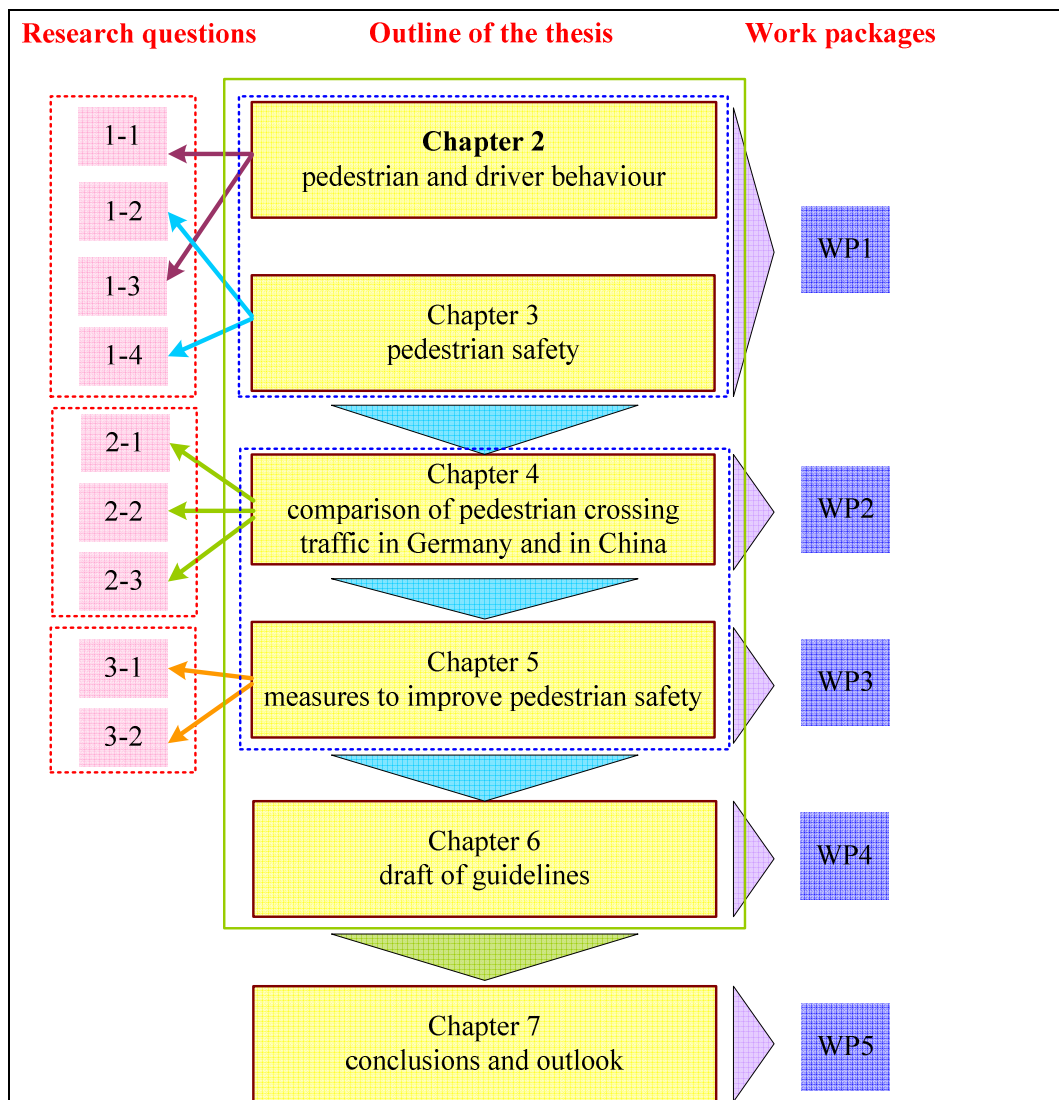 Research questions
Outline of the thesis
Work packages
1-1
1-2
1-3
1-4
2-1
2-2
2-3
3-1
3-2
Chapter 2
pedestrian and driver behaviour
Chapter 3
pedestrian safety
Chapter 4
comparison of pedestrian crossing
traffic in Germany and in China
Chapter 5
measures to improve pedestrian safety
Chapter 6
draft of guidelines
Chapter 7
conclusions and outlook
WP1
WP2
WP3
WP4
WP5